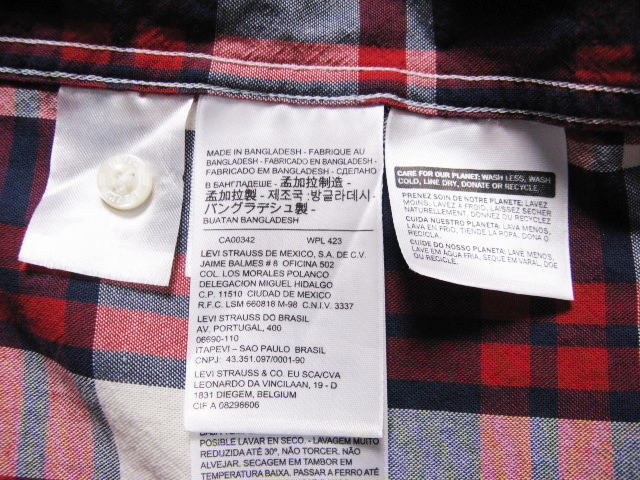 MADE IN BANGLADESH - FABRIQUE AU
BANGLADESH - FABRICADO EN BANGLADESH -
FABRICADO EM BANGLADESH - СДЕЛАНО
В БАНГЛАДЕШЕ - 孟加拉制造 -
孟加拉製 - 제조국 :방글라데시-
バングラデシュ製 -
BUATAN BANGLADESH
CA00342 WPL 423
LEVI STRAUSS DE MEXICO, S.A. DE C.V.
JAIME BALMES # 8 OFICINA 502
COL. LOS MORALES POLANCO
DELEGACION MIGUEL HIDALGO
C.P. 11510 CIUDAD DE MEXICO
R.F.C. LSM 660818 M-98 C.N.I.V. 3337
LEVI STRAUSS DO BRASIL
AV. PORTUGAL, 400
06690-110
ITAPEVI – SAO PAULO BRASIL
CNPJ: 43.351.097/0001-90
LEVI STRAUSS & CO. EU SCA/CVA
LEONARDO DA VINCILAAN, 19 - D
1831 DIEGEM, BELGIUM
CIF A 08298606
POSSIBLE LAVAR EN SECO. - LAVAGEM MUITO
REDUZIDA ATÉ 30°, NÃO TORCER. NÃO
ALVEJAR. SECAGEM EM TAMBOR EM
TEMPERATURA BAIXA. PASSAR A FERRO ATÉ
CARE FOR OUR PLANET: WASH LESS, WASH
COLD, LINE DRY, DONATE OR RECYCLE.
PRENEZ SOIN DE NOTRE PLANETE: LAVEZ
MOINS, LAVEZ A FROID, LAISSEZ SÉCHER
NATURELLEMENT, DONNEZ OU RECYCLEZ
CUIDA NUESTRO PLANETA: LAVA MENOS,
LAVA EN FRIO, TIENDE LA ROPA, DONA O
RECICLA.
CUIDE DO NOSSO PLANETA: LAVE MENOS,
LAVE EM AGUA FRIA, SEQUE EM VARAL, DOE
OU RECICLE.